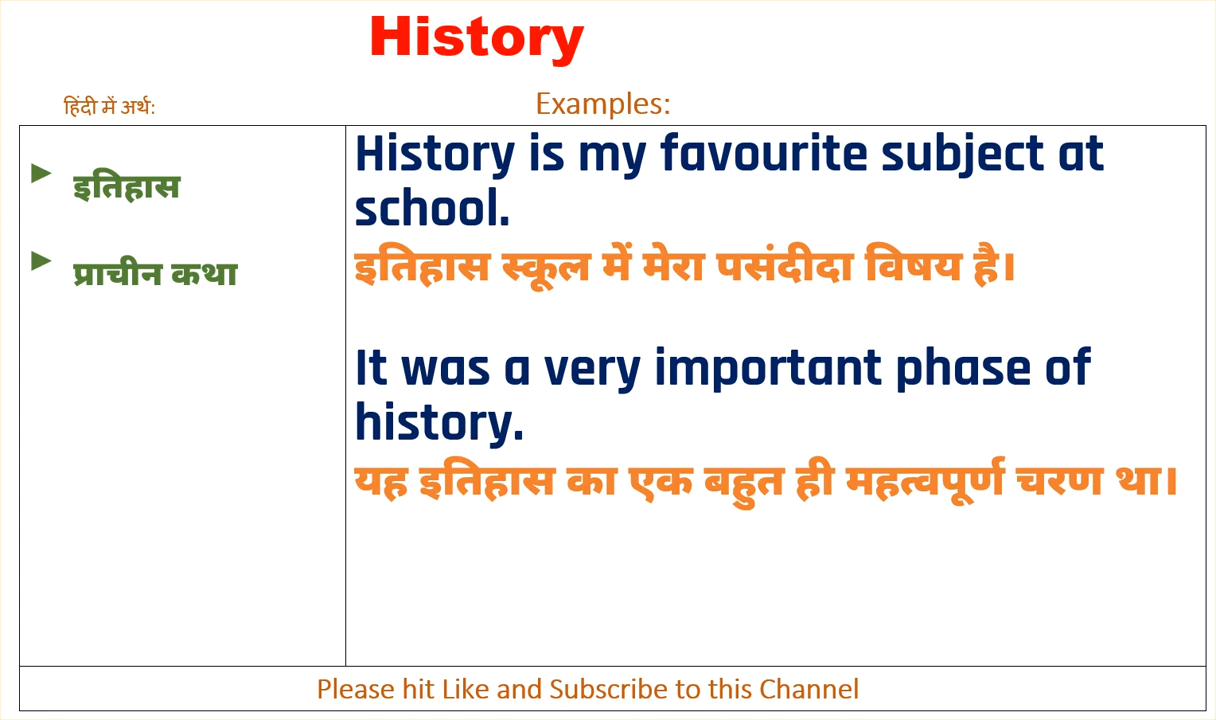 History
हिंदी में अर्थ:
Examples:
इतिहास
प्राचीन कथा
History is my favourite subject at
school.
इतिहास स्कूल में मेरा पसंदीदा विषय है।
It was a very important phase of
history.
यह इतिहास का एक बहुत ही महत्वपूर्ण चरण था।
Please hit Like and Subscribe to this Channel